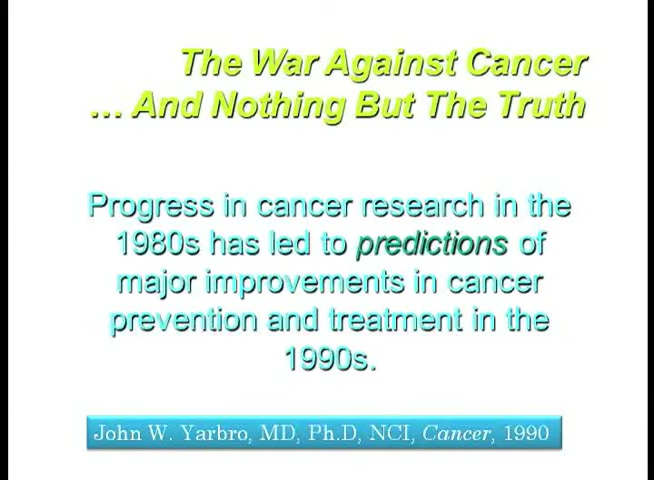 The War Against Cancer
... And Nothing But The Truth
Progress in cancer research in the
1980s has led to predictions of
major improvements in cancer
prevention and treatment in the
1990s.
John W. Yarbro, MD, Ph.D, NCI, Cancer, 1990